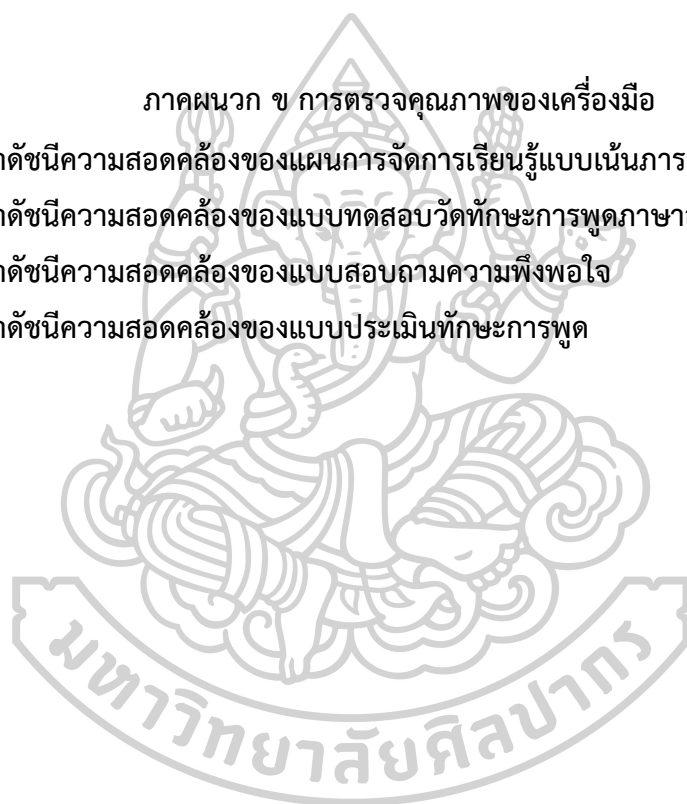 ภาคผนวก ข การตรวจคุณภาพของเครื่องมือ
ดัชนีความสอดคล้องของแผนการจัดการเรียนรู้แบบเน้นภาร
ดัชนีความสอดคล้องของแบบทดสอบวัดทักษะการพูดภาษา
ดัชนีความสอดคล้องของแบบสอบถามความพึงพอใจ
ดัชนีความสอดคล้องของแบบประเมินทักษะการพูด
มหาวิทยาลัยศิลปากร